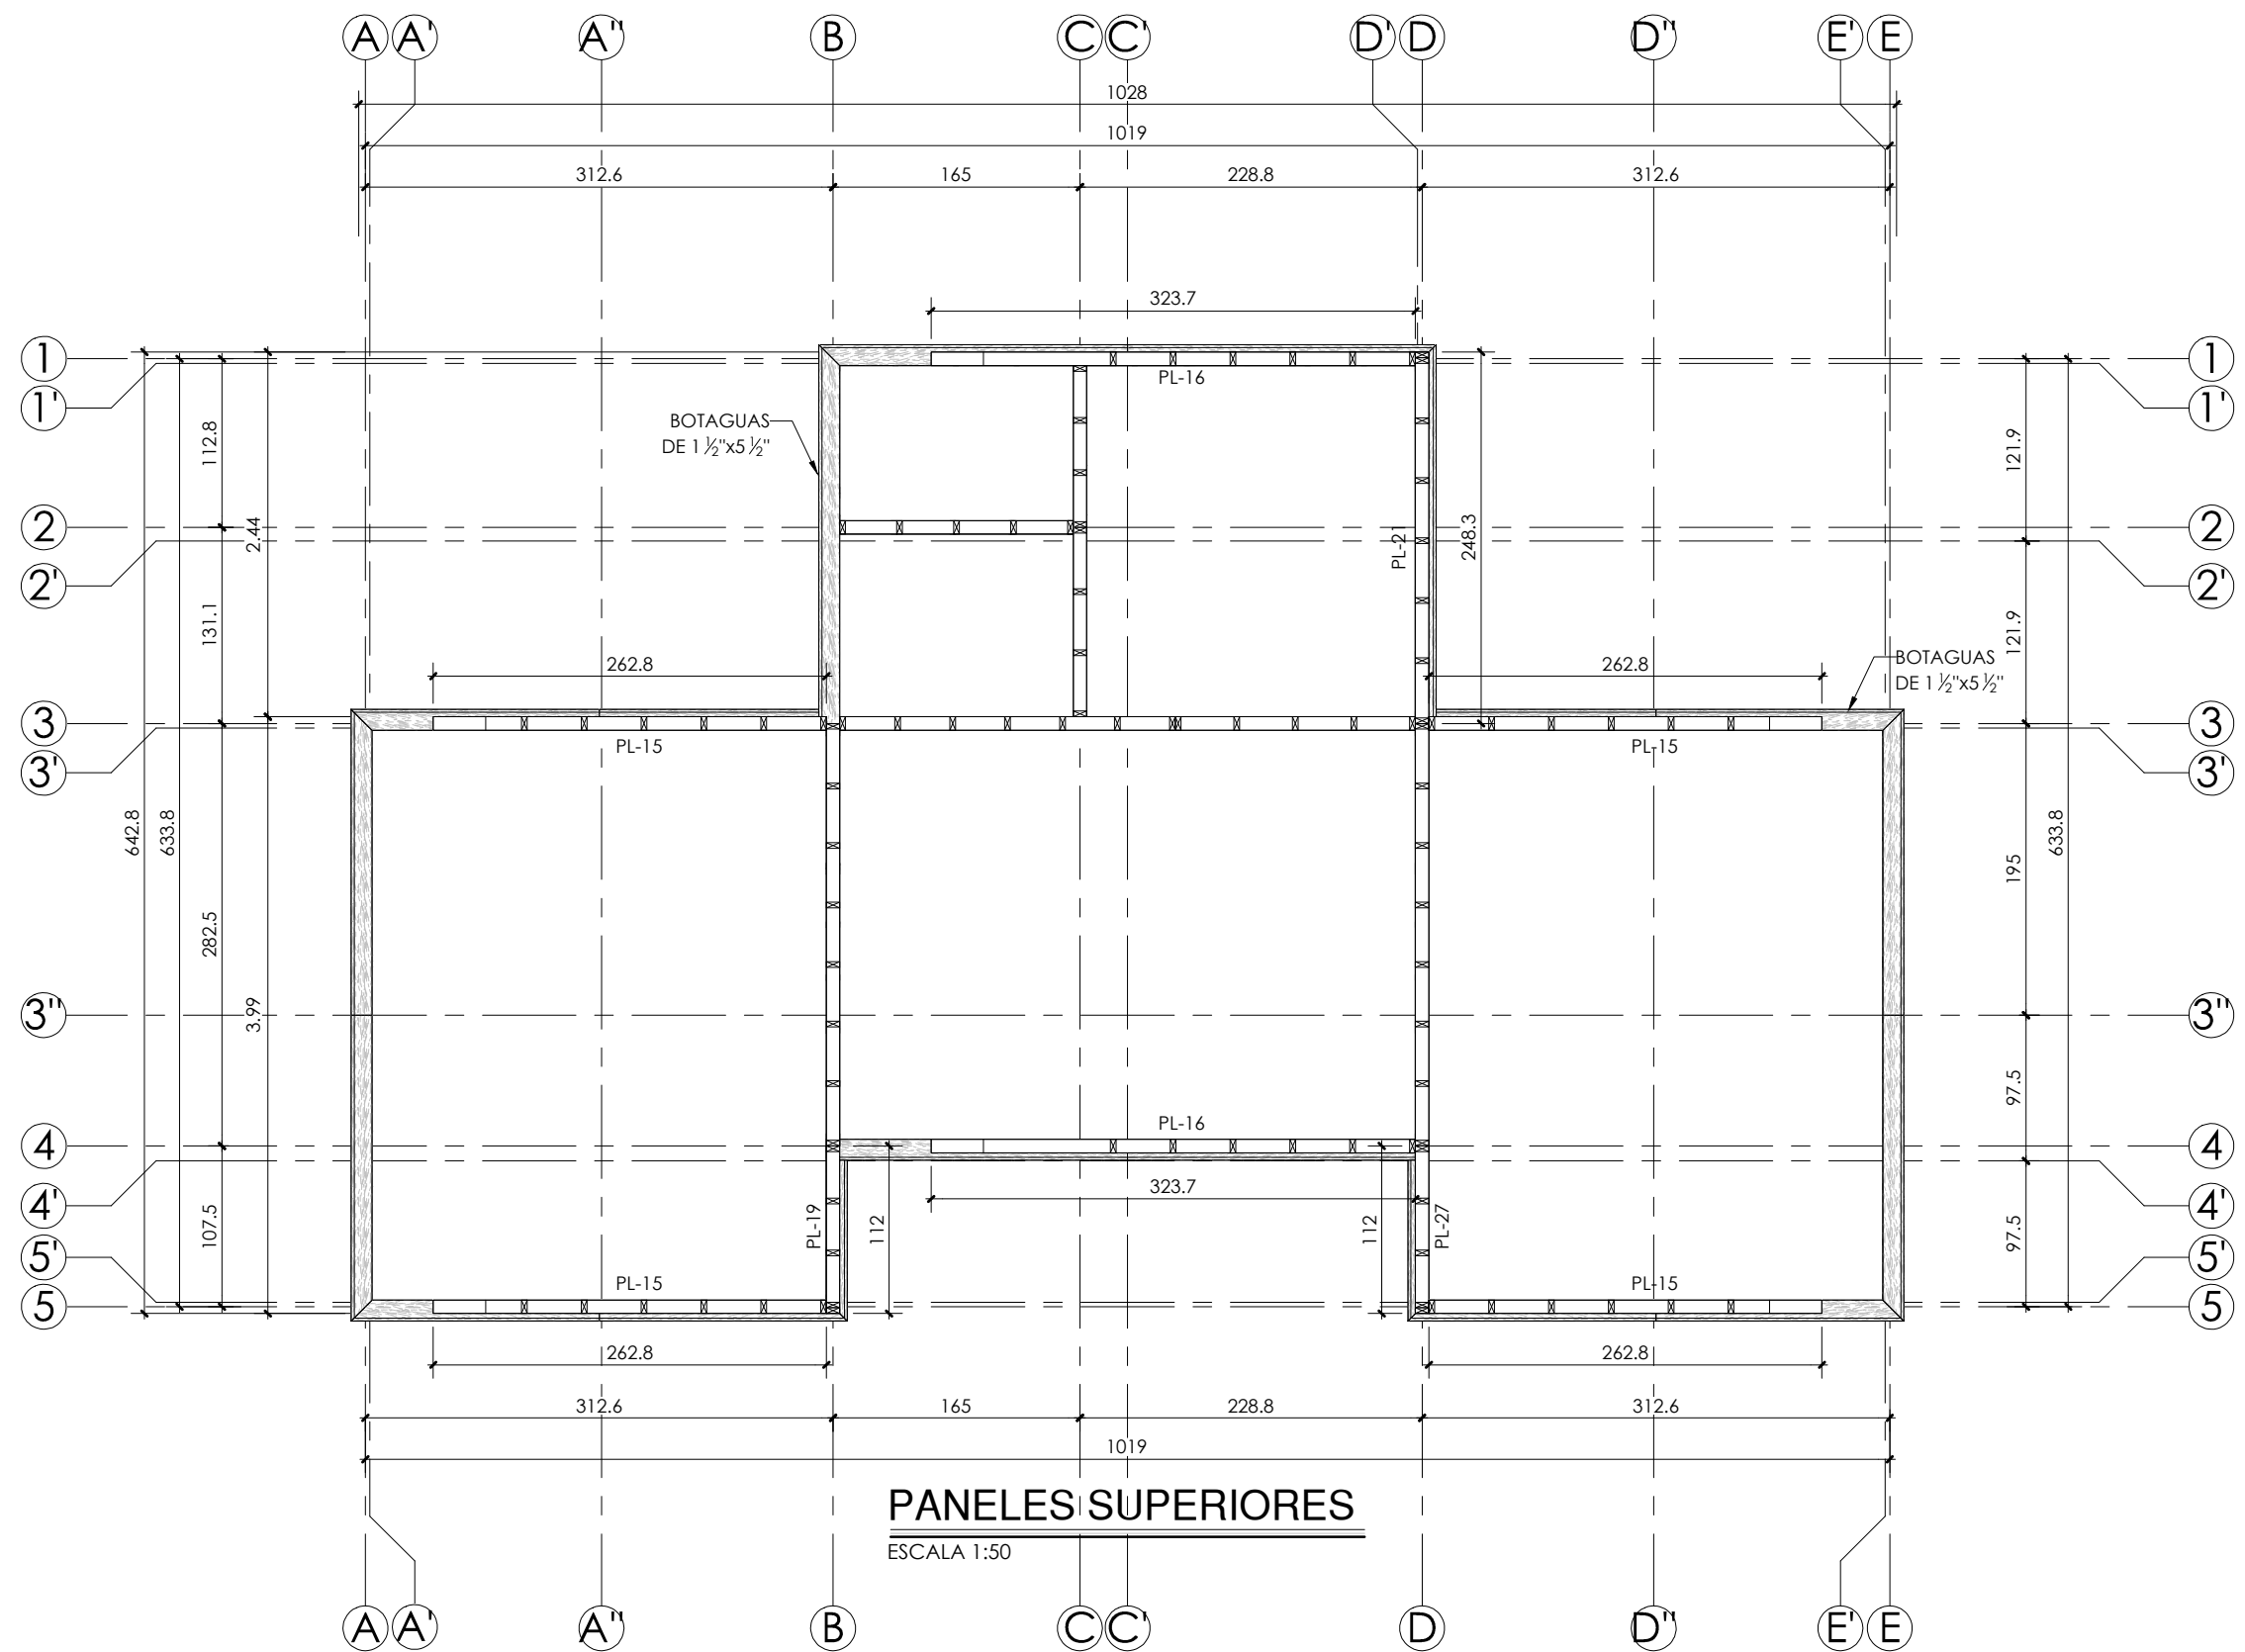 A A' A'' B C C' D' D D'' E' E
1028
1019
312.6 165 228.8 312.6
323.7
1 1
1' 1'
PL-16
BOTAGUAS
DE 1 ½"x5 ½"
112.8
121.9
2.44
2 2
2' 2'
PL-21
248.3
131.1
121.9
262.8 262.8
BOTAGUAS
DE 1 ½"x5 ½"
3 3
3' 3'
PL-15 PL-15
642.8
633.8
633.8
282.5
195
3.99
3'' 3''
97.5
PL-16
4 4
4' 4'
323.7
107.5
PL-19
112
112
PL-27
97.5
5' 5'
PL-15 PL-15
5 5
262.8 262.8
312.6 165 228.8 312.6
1019
PANELES SUPERIORES
ESCALA 1:50
A A' A'' B C C' D D'' E' E